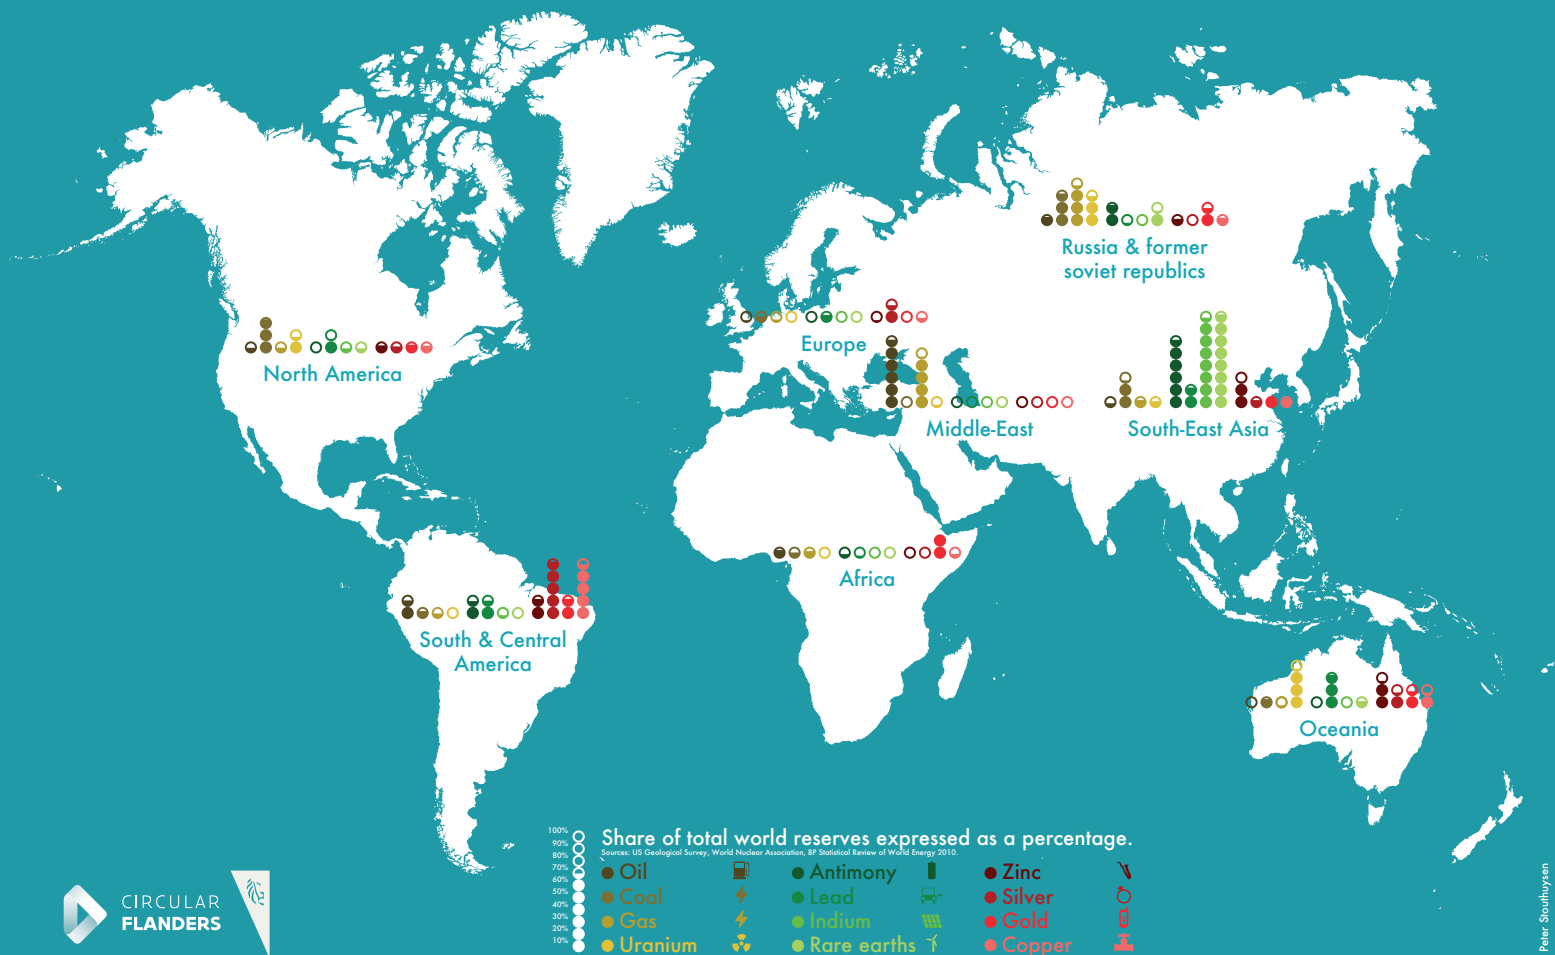 Russia & former
soviet republics
Europe
North America
Middle-East
South-East Asia
Africa
South & Central
America
Oceania
100%
90%
80%
70%
60%
50%
40%
30%
20%
10%
Share of total world reserves expressed as a percentage.
Sources: US Geological Survey, World Nuclear Association, BP Statistical Review of World Energy 2010.
Oil
Coal
Gas
Uranium
Antimony
Lead
Indium
Rare earths
Zinc
Silver
Gold
Copper
CIRCULAR
FLANDERS
Peter Stouthuysen